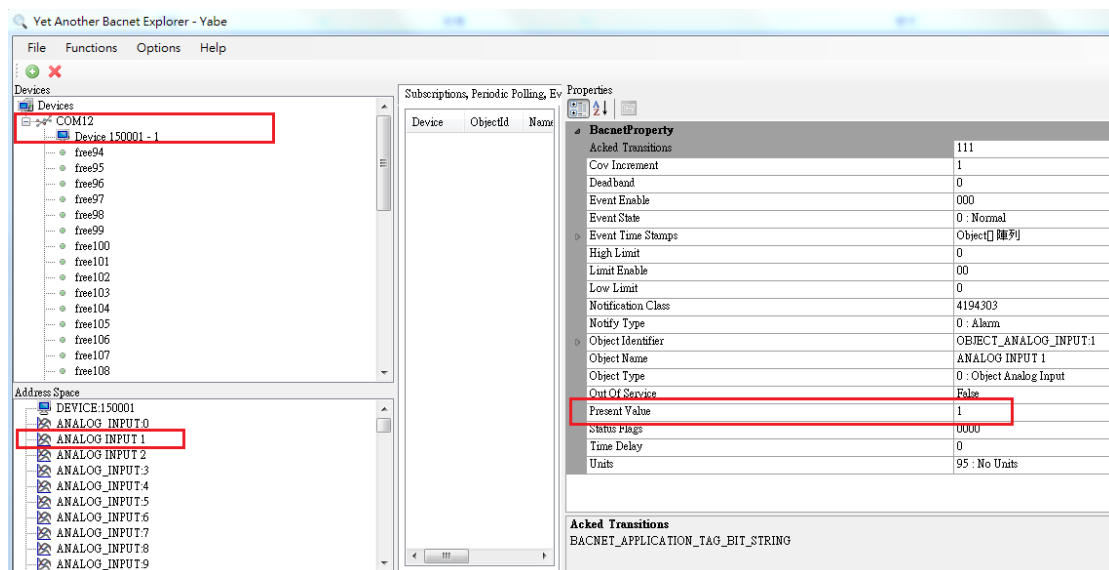 Yet Another Bacnet Explorer - Yabe
File Functions Options Help
Devices
Devices
COM12
Device 150001 - 1
free94
free95
free96
free97
free98
free99
free100
free101
free102
free103
free104
free105
free106
free107
free108
Address Space
DEVICE:150001
ANALOG_INPUT:0
ANALOG INPUT 1
ANALOG INPUT 2
ANALOG_INPUT:3
ANALOG_INPUT:4
ANALOG_INPUT:5
ANALOG_INPUT:6
ANALOG_INPUT:7
ANALOG_INPUT:8
ANALOG_INPUT:9
Subscriptions, Periodic Polling, Ev
Device ObjectId Name
Properties
BacnetProperty
Acked Transitions 111
Cov Increment 1
Deadband 0
Event Enable 000
Event State 0 : Normal
Event Time Stamps Object[] 陣列
High Limit 0
Limit Enable 00
Low Limit 0
Notification Class 4194303
Notify Type 0 : Alarm
Object Identifier OBJECT_ANALOG_INPUT:1
Object Name ANALOG INPUT 1
Object Type 0 : Object Analog Input
Out Of Service False
Present Value 1
Status Flags 0000
Time Delay 0
Units 95 : No Units
Acked Transitions
BACNET_APPLICATION_TAG_BIT_STRING